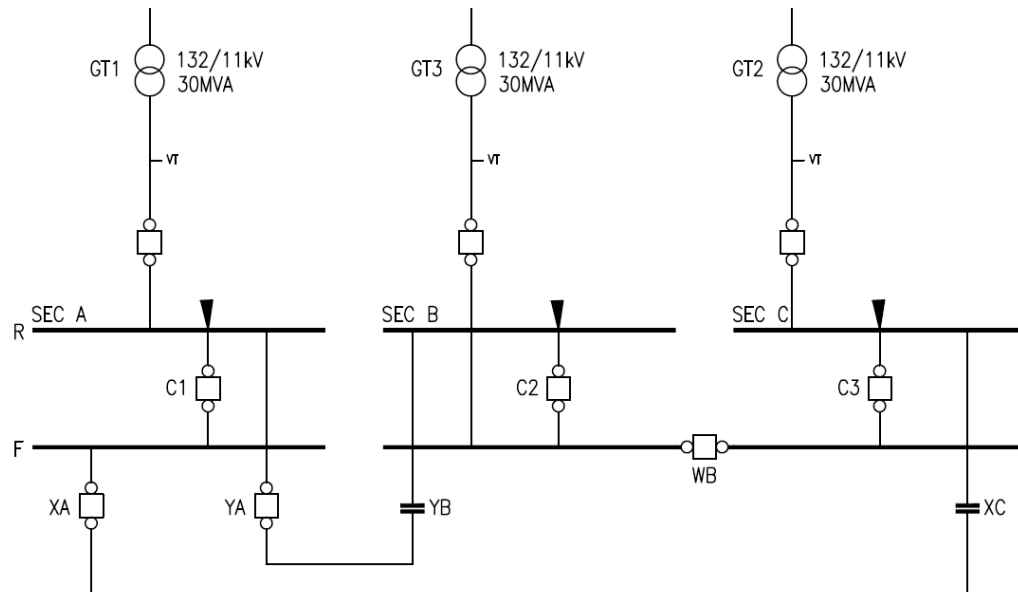 GT1
132/11kV
30MVA
GT3
132/11kV
30MVA
GT2
132/11kV
30MVA
VT
VT
VT
R
SEC A
SEC B
SEC C
C1
C2
C3
F
WB
XA
YA
YB
XC